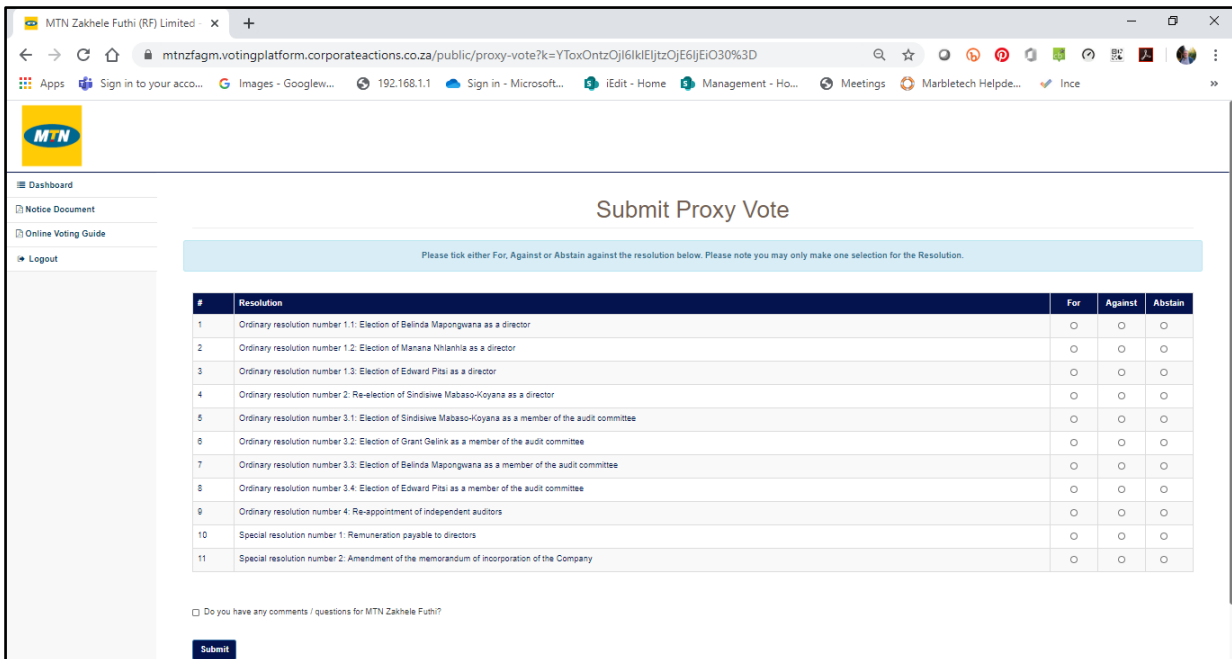 MTN Zakhele Futhi (RF) Limited -
mtnzfagm.votingplatform.corporateactions.co.za/public/proxy-vote?k=YToxOntzOjI6IklEIjtzOjE6IjEiO30%3D
Apps Sign in to your acco... Images - Googlew... 192.168.1.1 Sign in - Microsoft... iEdit - Home Management - Ho... Meetings Marbletech Helpde... Ince
MTN
Dashboard
Notice Document
Online Voting Guide
Logout
Submit Proxy Vote
Please tick either For, Against or Abstain against the resolution below. Please note you may only make one selection for the Resolution.
# Resolution For Against Abstain
1 Ordinary resolution number 1.1: Election of Belinda Mapongwana as a director
2 Ordinary resolution number 1.2: Election of Manana Nhlanhla as a director
3 Ordinary resolution number 1.3: Election of Edward Pitsi as a director
4 Ordinary resolution number 2: Re-election of Sindisiwe Mabaso-Koyana as a director
5 Ordinary resolution number 3.1: Election of Sindisiwe Mabaso-Koyana as a member of the audit committee
6 Ordinary resolution number 3.2: Election of Grant Gelink as a member of the audit committee
7 Ordinary resolution number 3.3: Election of Belinda Mapongwana as a member of the audit committee
8 Ordinary resolution number 3.4: Election of Edward Pitsi as a member of the audit committee
9 Ordinary resolution number 4: Re-appointment of independent auditors
10 Special resolution number 1: Remuneration payable to directors
11 Special resolution number 2: Amendment of the memorandum of incorporation of the Company
Do you have any comments / questions for MTN Zakhele Futhi?
Submit